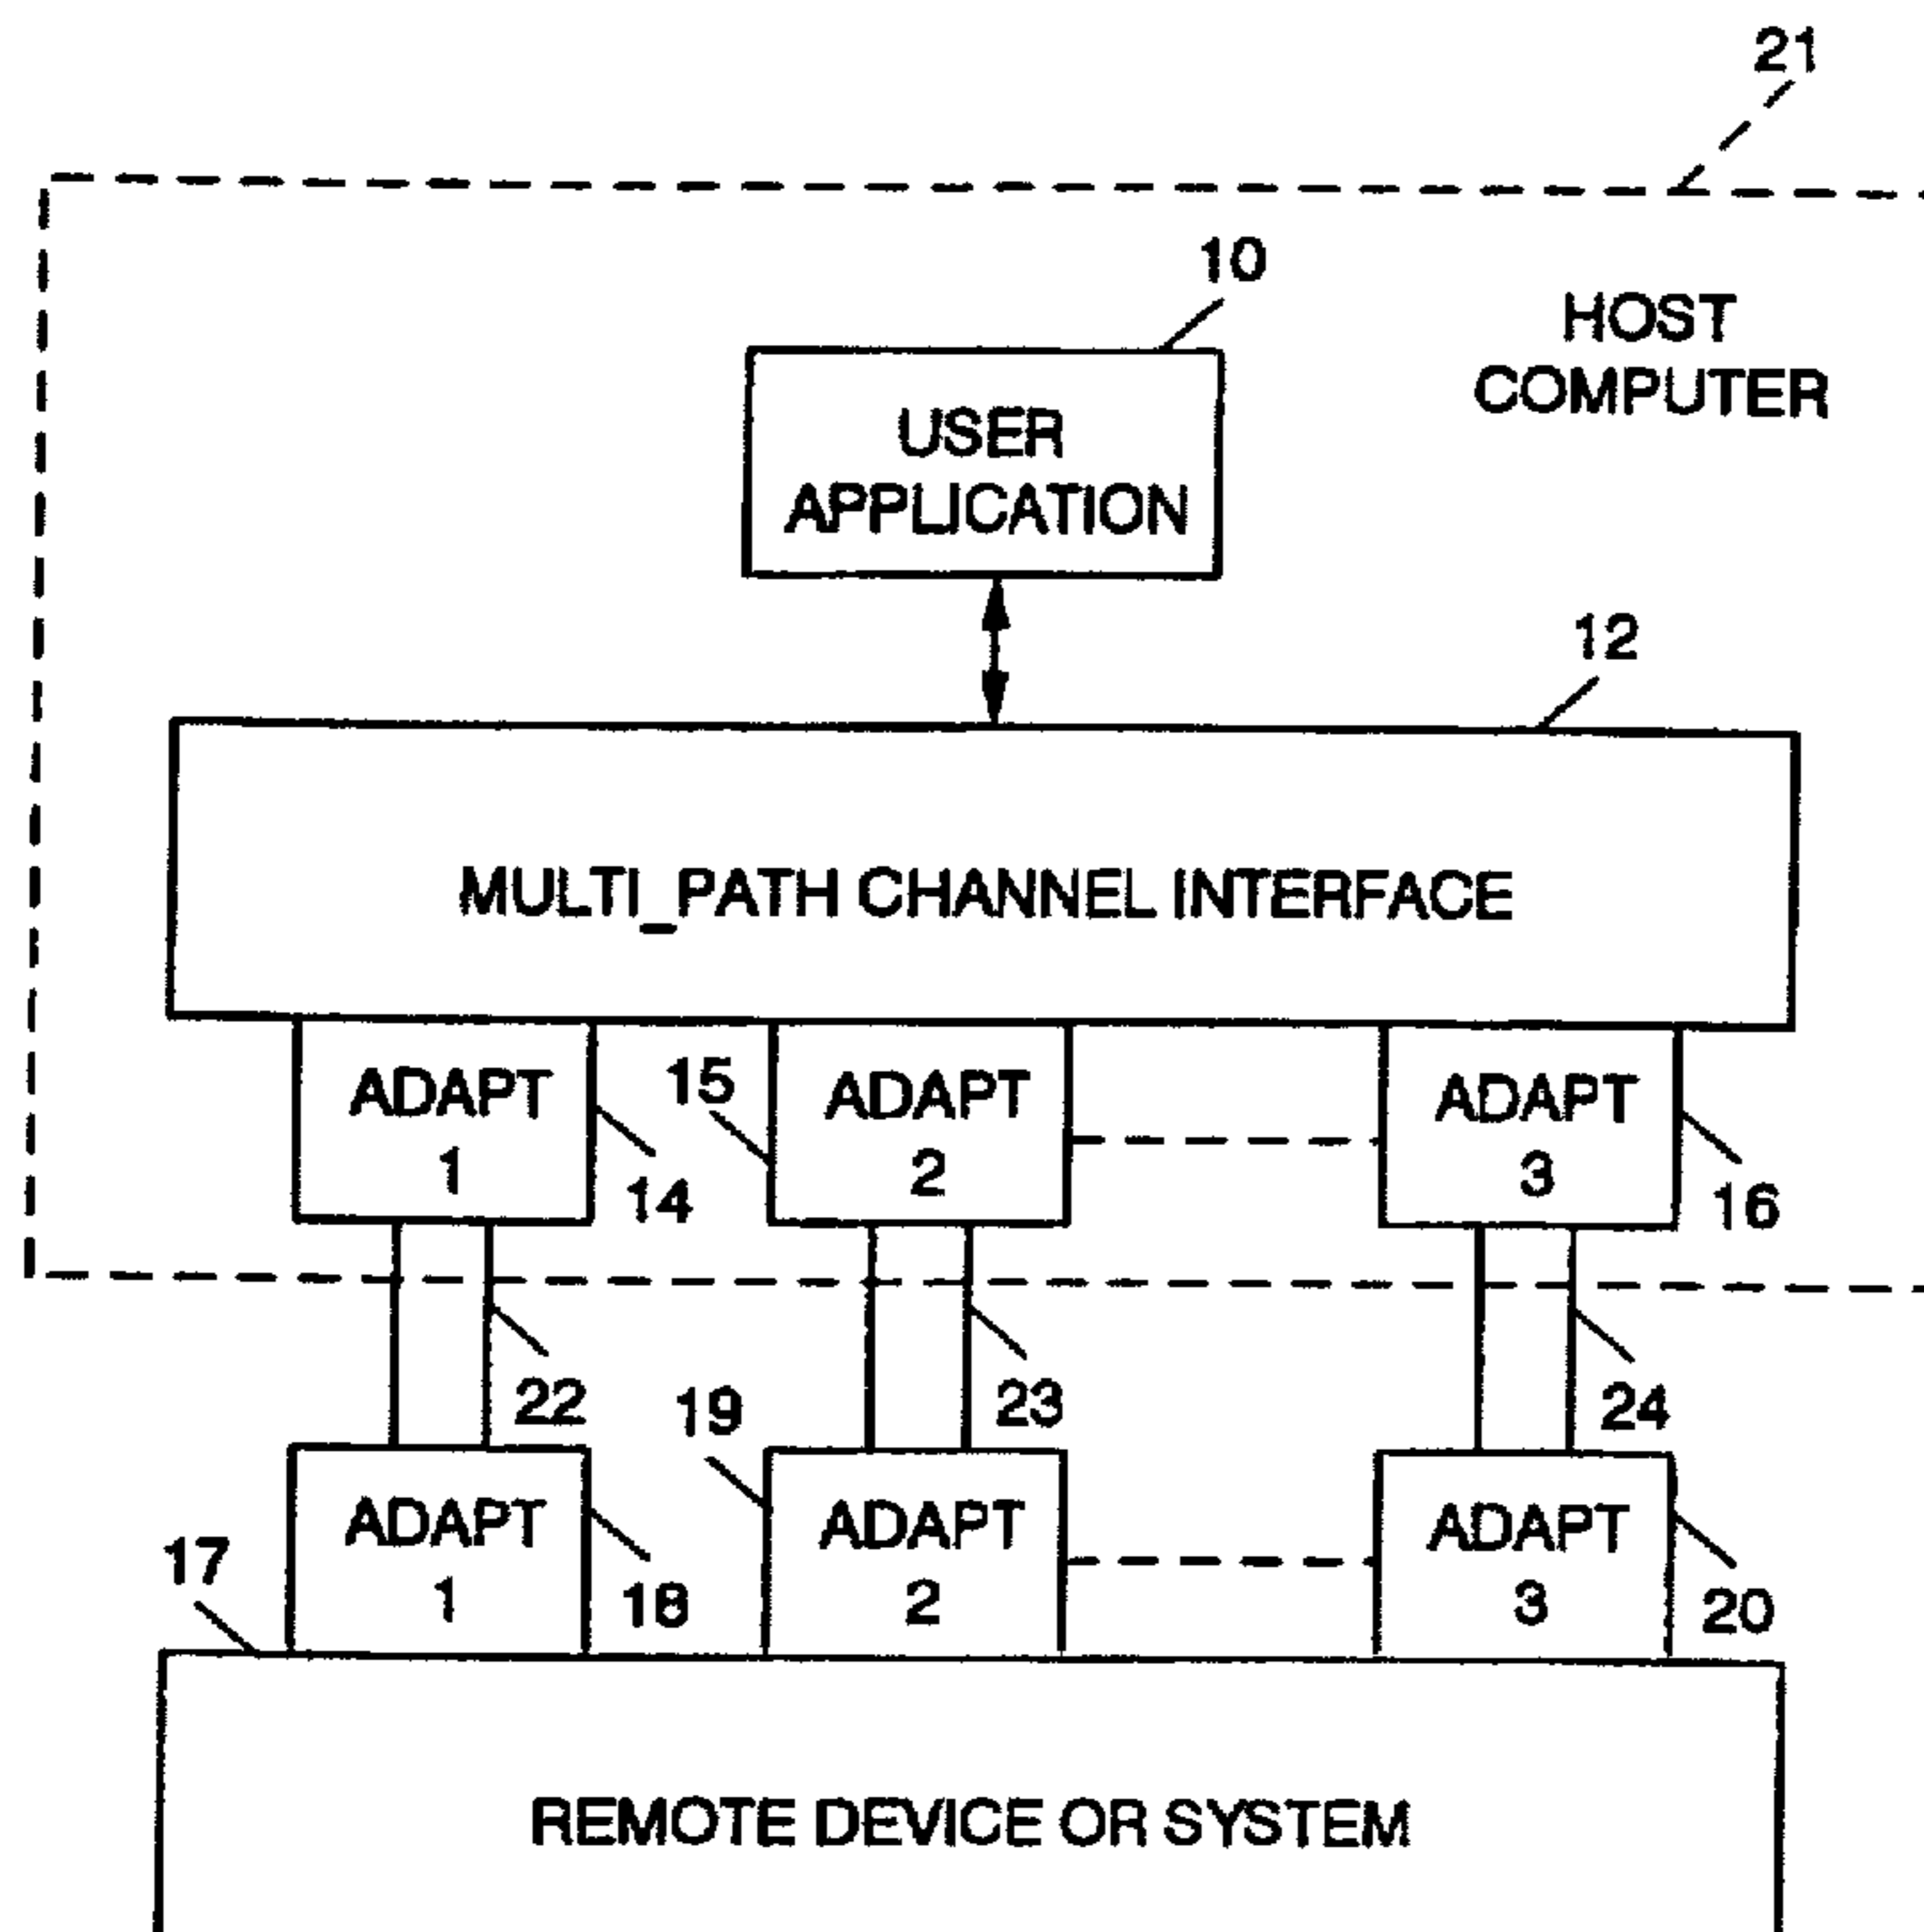 21
10
HOST
COMPUTER
USER
APPLICATION
12
MULTI_PATH CHANNEL INTERFACE
ADAPT
1
14
15
ADAPT
2
ADAPT
3
16
22
23
24
19
17
ADAPT
1
18
ADAPT
2
ADAPT
3
20
REMOTE DEVICE OR SYSTEM